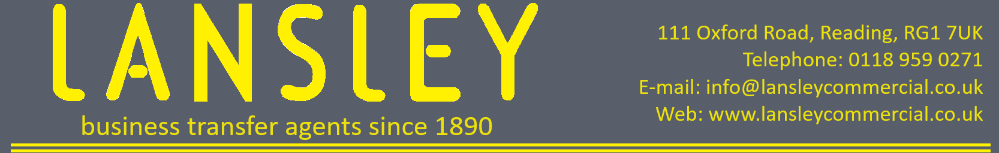 LANSLEY
business transfer agents since 1890
111 Oxford Road, Reading, RG1 7UK
Telephone: 0118 959 0271
E-mail: info@lansleycommercial.co.uk
Web: www.lansleycommercial.co.uk